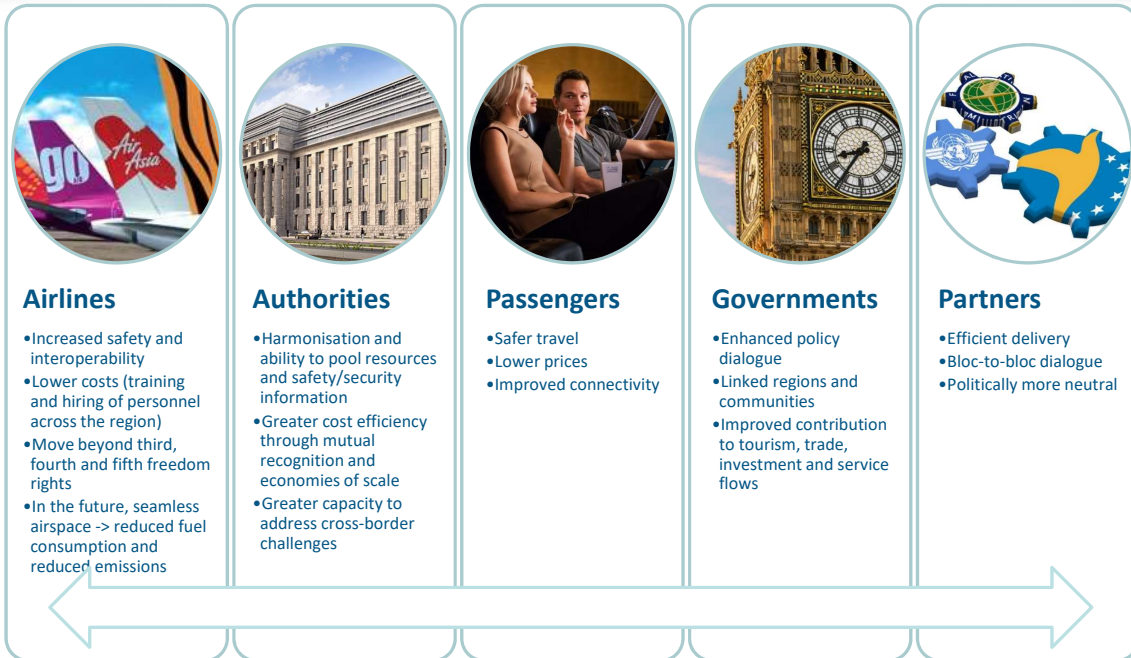 go
Air
Asia
Airlines
•Increased safety and
interoperability
•Lower costs (training
and hiring of personnel
across the region)
•Move beyond third,
fourth and fifth freedom
rights
•In the future, seamless
airspace -> reduced fuel
consumption and
reduced emissions
Authorities
•Harmonisation and
ability to pool resources
and safety/security
information
•Greater cost efficiency
through mutual
recognition and
economies of scale
•Greater capacity to
address cross-border
challenges
Passengers
•Safer travel
•Lower prices
•Improved connectivity
Governments
•Enhanced policy
dialogue
•Linked regions and
communities
•Improved contribution
to tourism, trade,
investment and service
flows
Partners
•Efficient delivery
•Bloc-to-bloc dialogue
•Politically more neutral